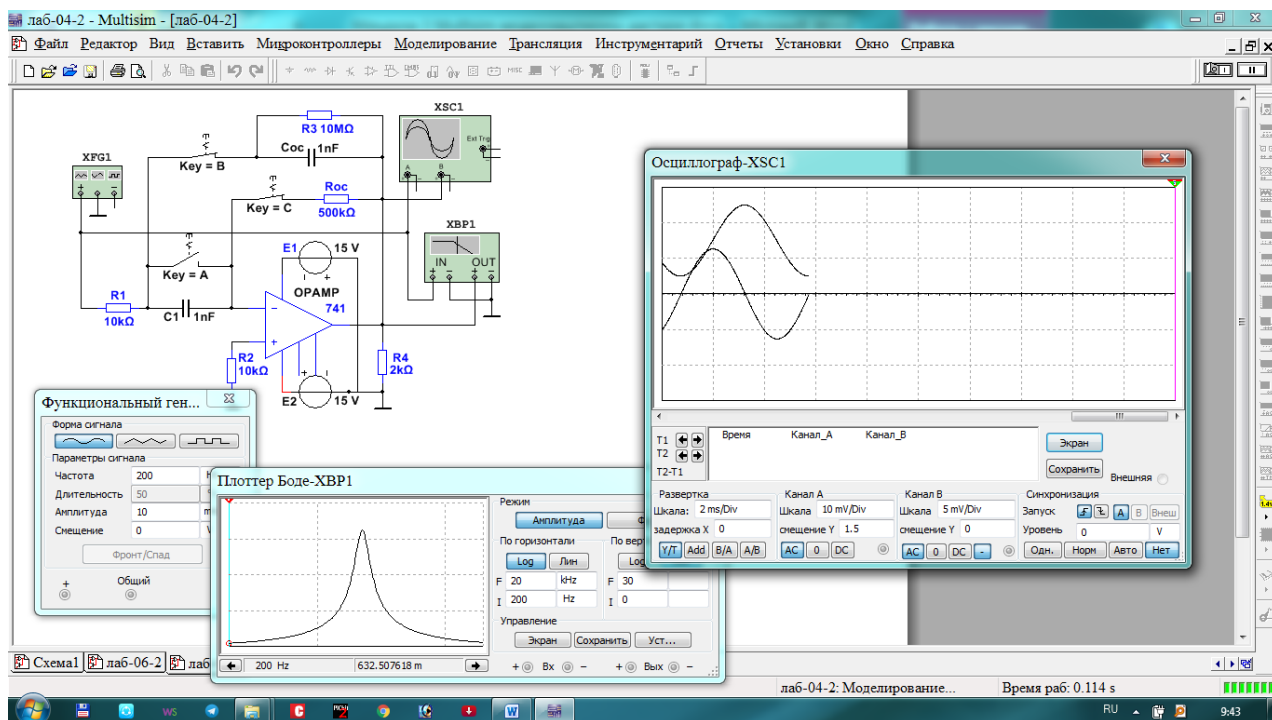 лаб-04-2 - Multisim - [лаб-04-2]
Файл Редактор Вид Вставить Микроконтроллеры Моделирование Трансляция Инструментарий Отчеты Установки Окно Справка
XFG1
Key = B
R3 10MΩ
Coc 1nF
XSC1
Ext Trig
A B
Key = C
Roc
500kΩ
XBP1
IN OUT
Key = A
E1 15 V
OPAMP
741
R1
10kΩ
C1 1nF
R2
10kΩ
R4
2kΩ
E2 15 V
Функциональный ген...
Форма сигнала
Параметры сигнала
Частота 200
Длительность 50
Амплитуда 10
Смещение 0 V
Фронт/Спад
+ Общий
Плоттер Боде-XBP1
Режим
Амплитуда
По горизонтали
Log Лин
F 20 kHz F 30
I 200 Hz I 0
Управление
Экран Сохранить Уст...
200 Hz 632.507618 m
+ Вх - + Вых -
Осциллограф-XSC1
T1
T2
T2-T1
Время Канал_A Канал_B
Экран
Сохранить
Внешняя
Развертка Канал A Канал B Синхронизация
Шкала: 2 ms/Div Шкала 10 mV/Div Шкала 5 mV/Div Запуск A B Внеш
задержка X 0 смещение Y 1.5 смещение Y 0 Уровень 0 V
Y/T Add B/A A/B AC 0 DC AC 0 DC - Одн. Норм Авто Нет
Схема1 лаб-06-2 лаб
лаб-04-2: Моделирование... Время раб: 0.114 s
RU 9:43